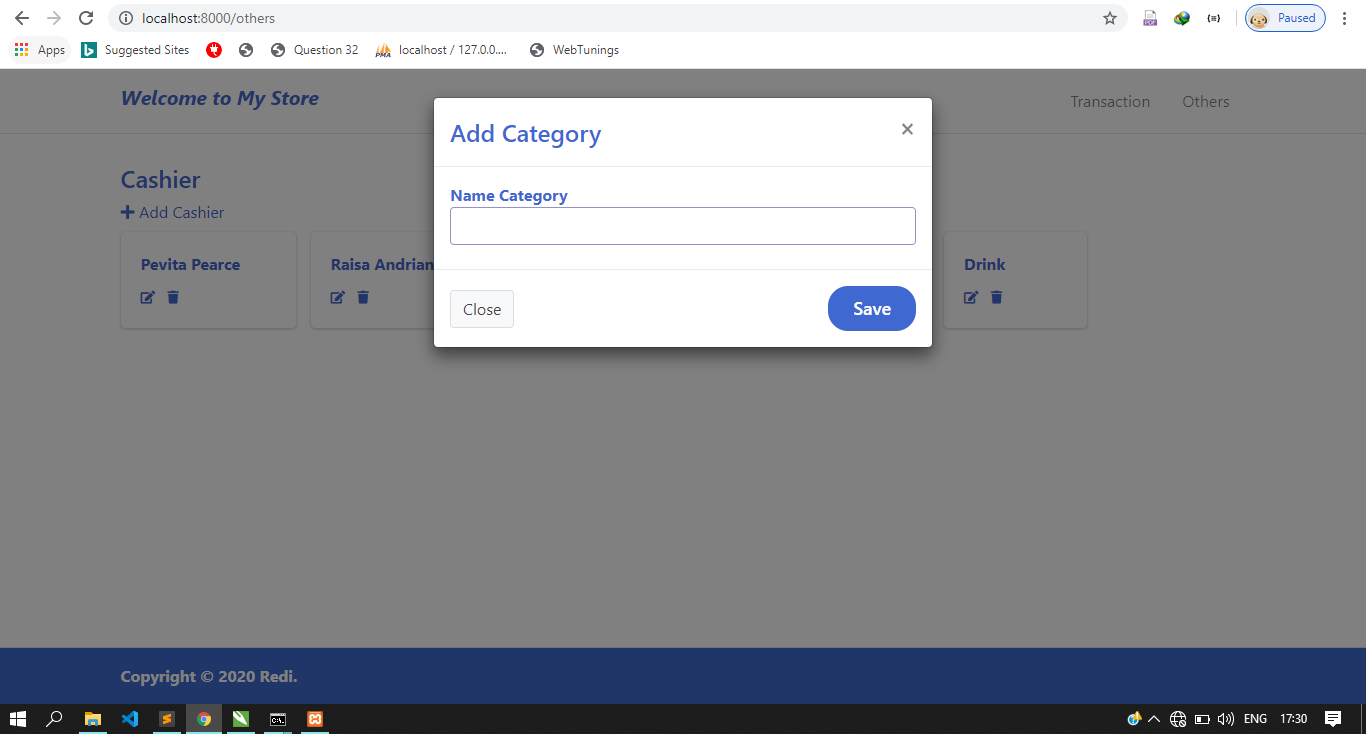 localhost:8000/others
Paused
Apps
Suggested Sites
Question 32
localhost / 127.0.0....
WebTunings
Welcome to My Store
Transaction
Others
Add Category
×
Name Category
Close
Save
Cashier
Add Cashier
Pevita Pearce
Raisa Andrian
Drink
Copyright © 2020 Redi.
ENG
17:30